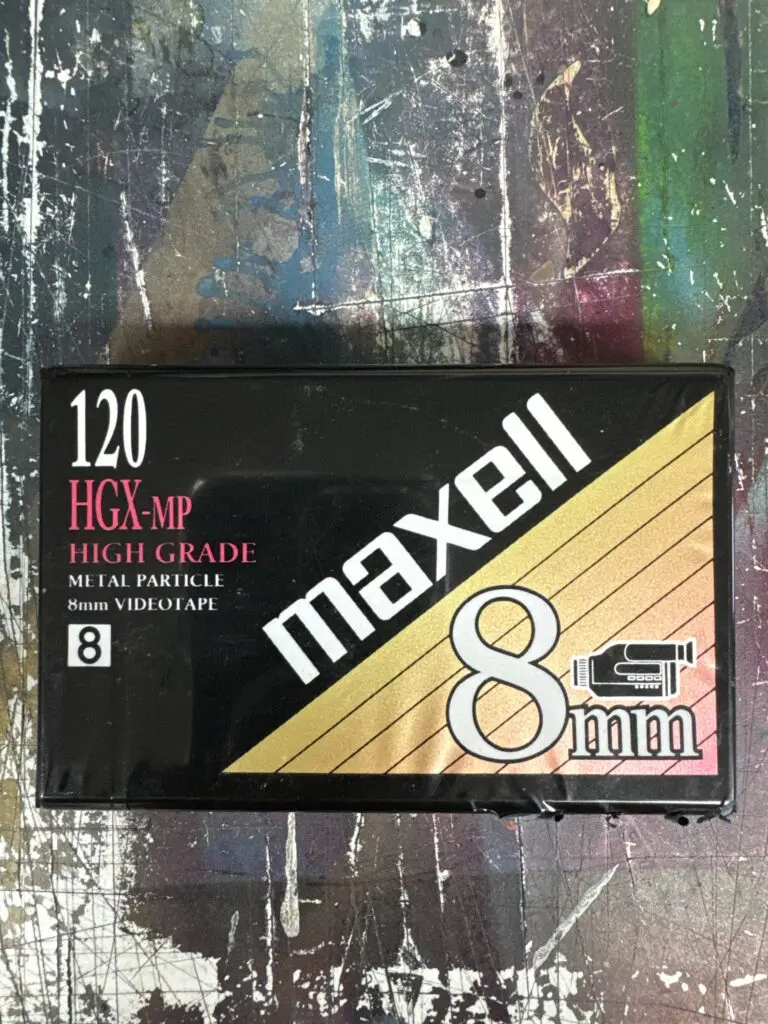 120
HGX-MP
HIGH GRADE
METAL PARTICLE
8mm VIDEOTAPE
8
maxell
8mm